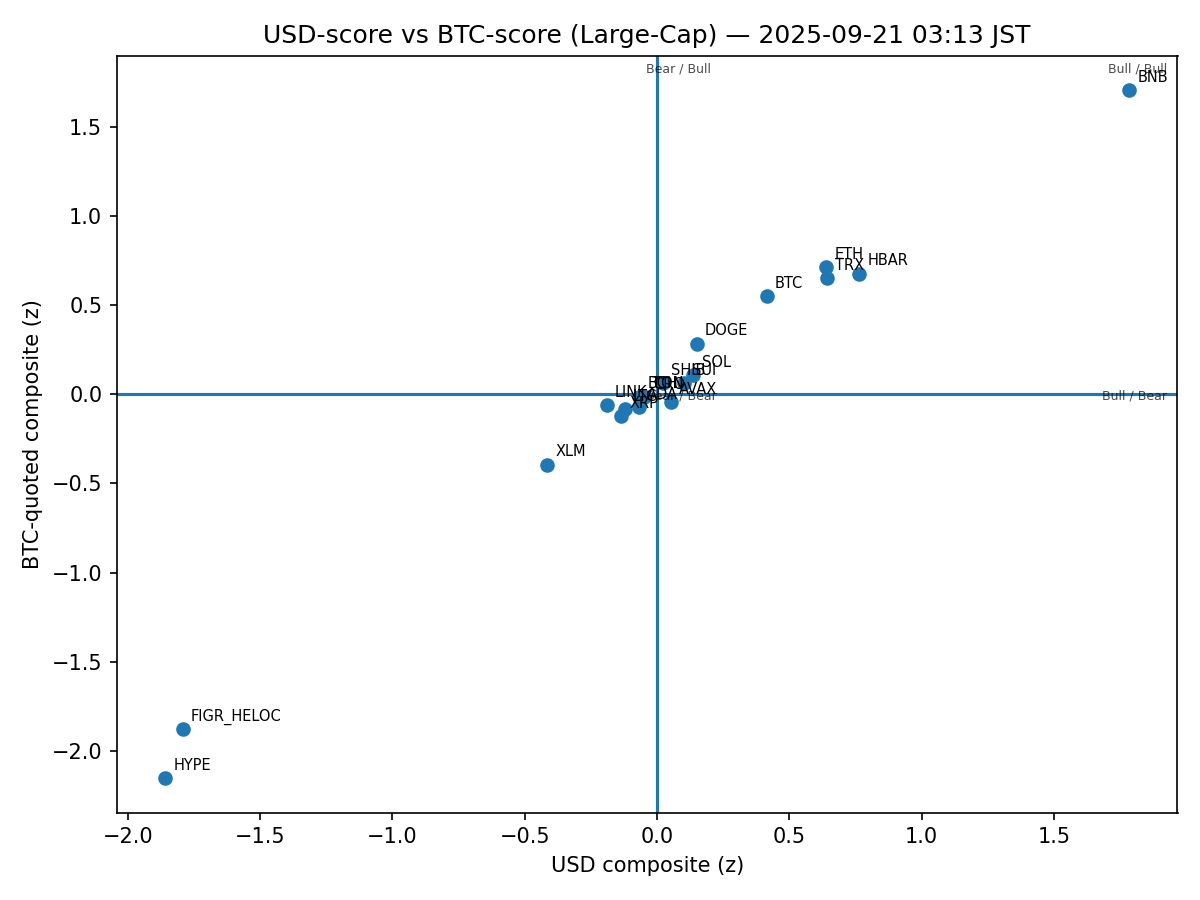 USD-score vs BTC-score (Large-Cap) — 2025-09-21 03:13 JST
Bear / Bull
Bull / Bull
BNB
ETH
TRX
HBAR
BTC
DOGE
SOL
SHIB
SUI
AVAX
LINK
ADA
XRP
/ Bear
Bull / Bear
XLM
FIGR_HELOC
HYPE
1.5
1.0
0.5
0.0
−0.5
−1.0
−1.5
−2.0
BTC-quoted composite (z)
−2.0
−1.5
−1.0
−0.5
0.0
0.5
1.0
1.5
USD composite (z)